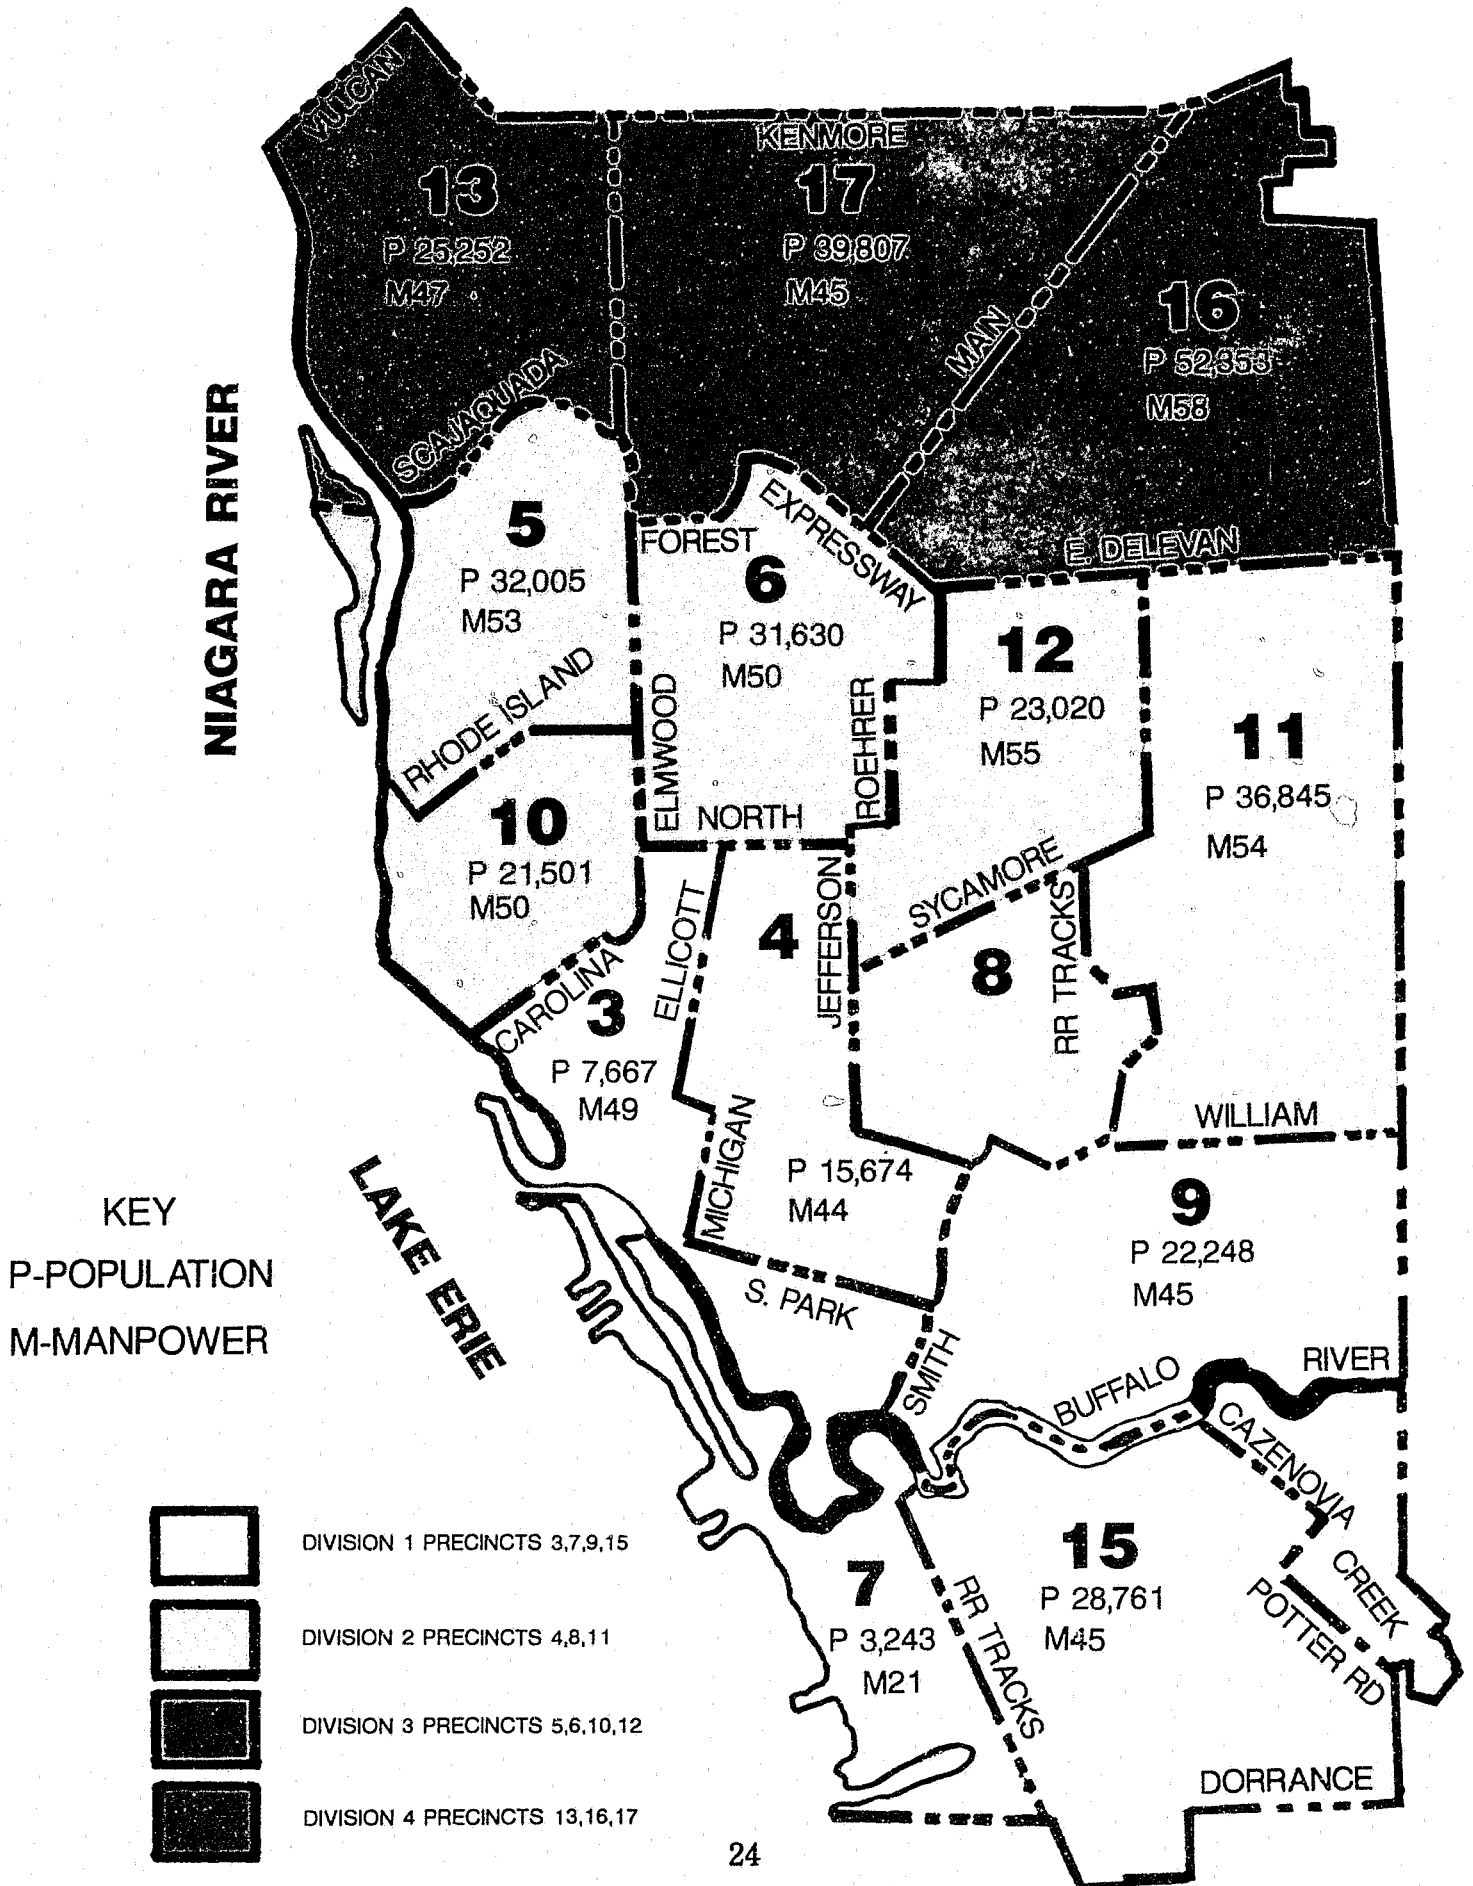 VULCAN
KENMORE
13
P 25,252
M47
17
P 39,807
M45
16
P 52,353
M58
MAIN
SCAJAQUADA
NIAGARA RIVER
5
P 32,005
M53
FOREST
EXPRESSWAY
E. DELEVAN
6
P 31,630
M50
12
P 23,020
M55
11
P 36,845
M54
RHODE ISLAND
ELMWOOD
ROEHRER
NORTH
10
P 21,501
M50
SYCAMORE
ELLICOTT
4
JEFFERSON
8
RR TRACKS
CAROLINA
3
P 7,667
M49
MICHIGAN
P 15,674
M44
WILLIAM
9
P 22,248
M45
LAKE ERIE
KEY
P-POPULATION
M-MANPOWER
S. PARK
SMITH
BUFFALO
RIVER
CAZENOVIA
CREEK
POTTER RD
15
P 28,761
M45
7
P 3,243
M21
RR TRACKS
DORRANCE
DIVISION 1 PRECINCTS 3,7,9,15
DIVISION 2 PRECINCTS 4,8,11
DIVISION 3 PRECINCTS 5,6,10,12
DIVISION 4 PRECINCTS 13,16,17
24